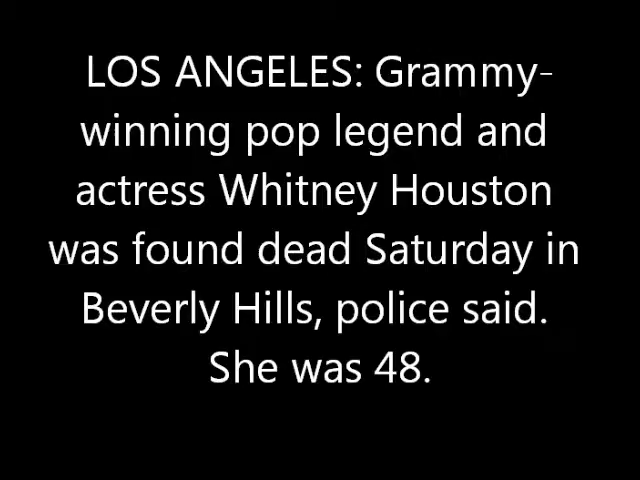 LOS ANGELES: Grammy-
winning pop legend and
actress Whitney Houston
was found dead Saturday in
Beverly Hills, police said.
She was 48.